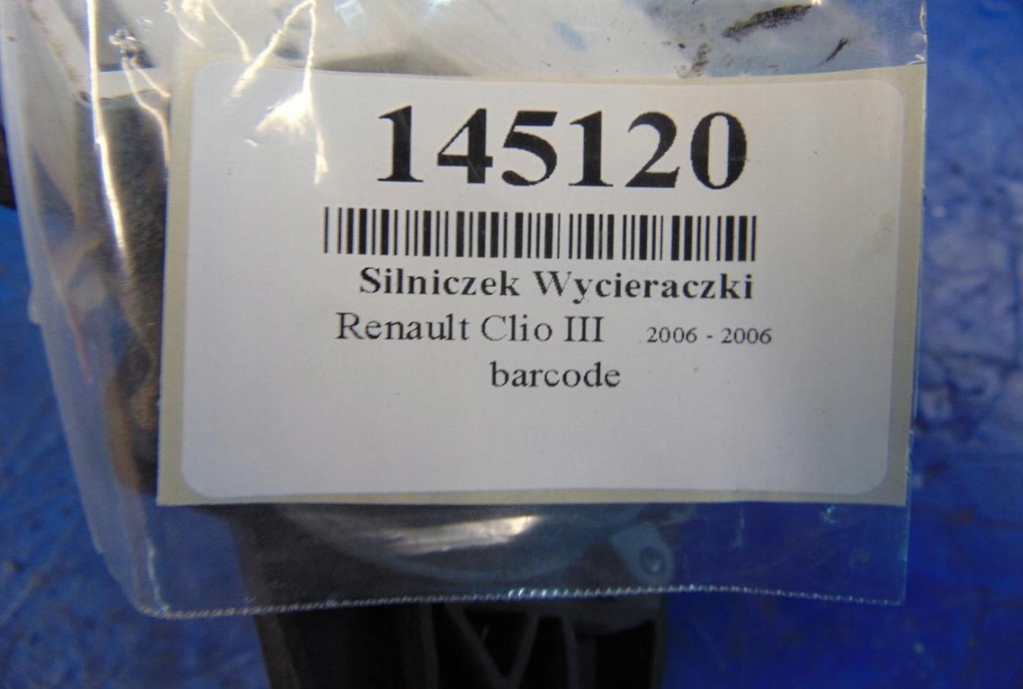 145120
Silniczek Wycieraczki
Renault Clio III 2006 - 2006
barcode